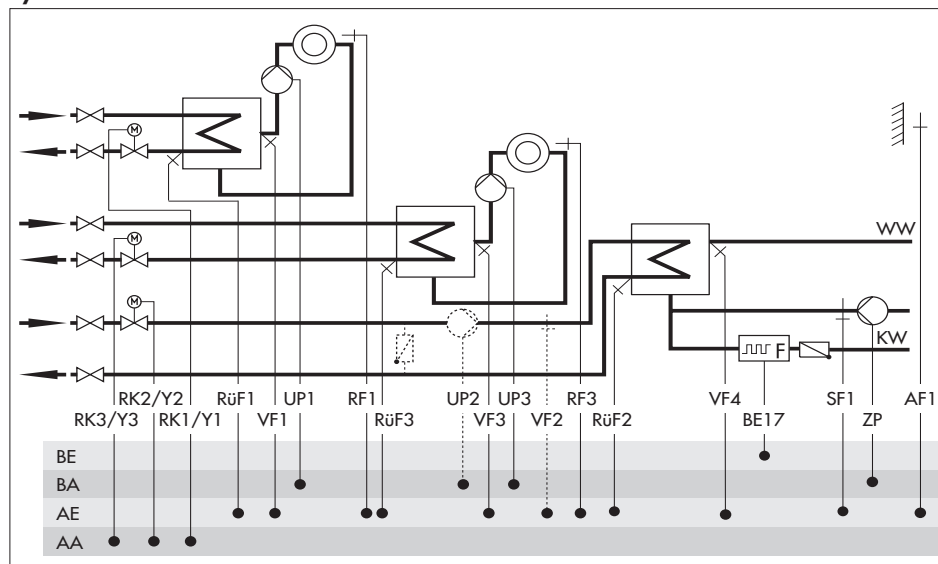 M
M
M
WW
F
KW
RK2/Y2 RüF1 UP1 RF1 UP2 UP3 RF3 VF4 SF1 AF1
RK3/Y3 RK1/Y1 VF1 RüF3 VF3 VF2 RüF2 BE17 ZP
BE
BA
AE
AA